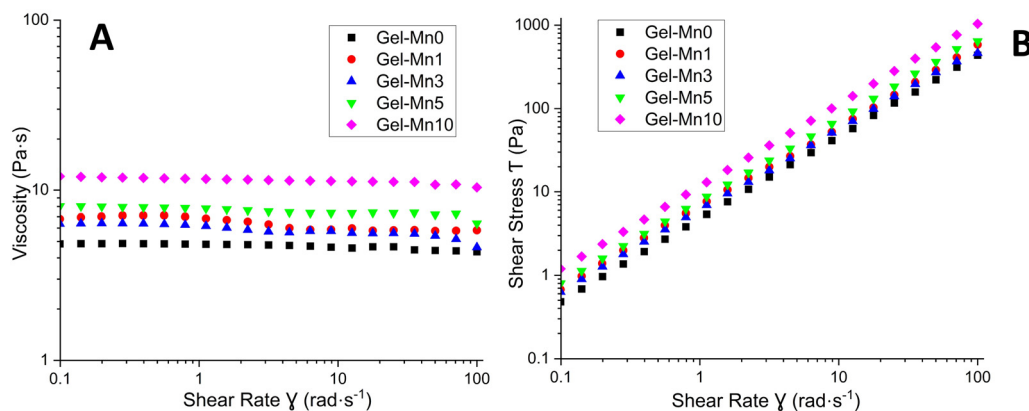 A
Gel-Mn0
Gel-Mn1
Gel-Mn3
Gel-Mn5
Gel-Mn10
Viscosity (Pa·s)
100
10
1
0.1
1
10
100
Shear Rate Ɣ (rad·s⁻¹)
B
Gel-Mn0
Gel-Mn1
Gel-Mn3
Gel-Mn5
Gel-Mn10
Shear Stress T (Pa)
1000
100
10
1
0.1
0.1
1
10
100
Shear Rate Ɣ (rad·s⁻¹)